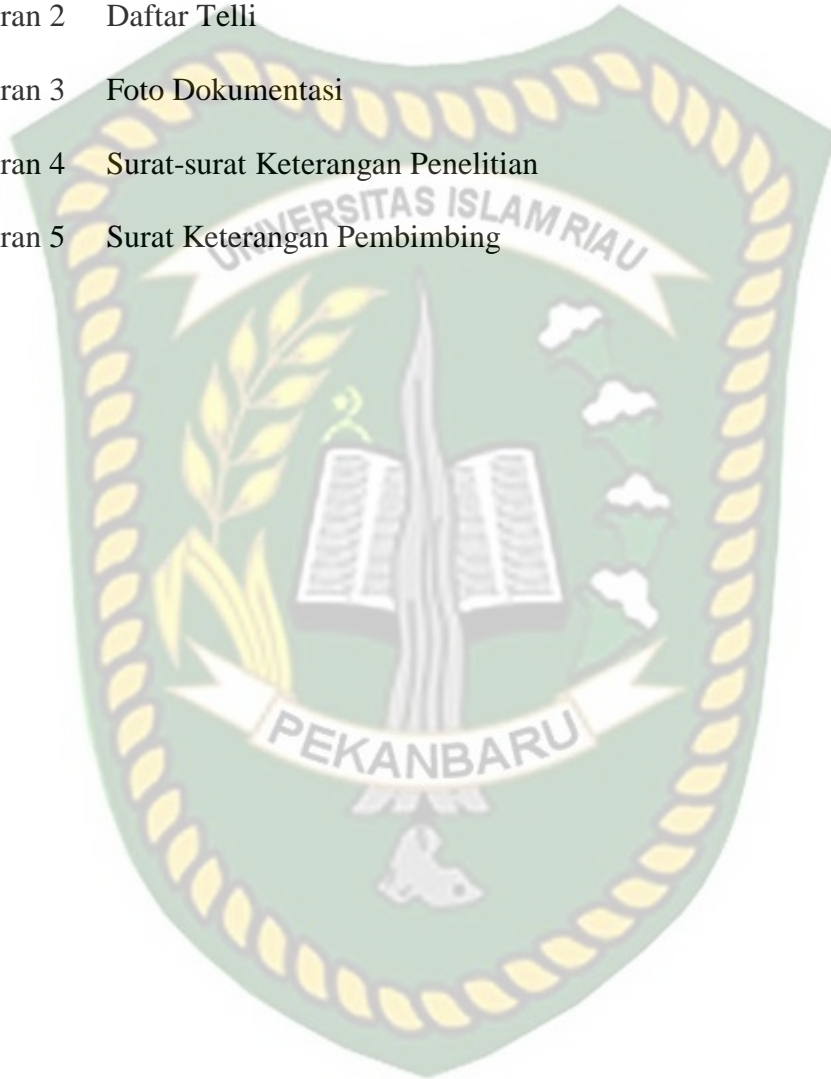 ran 2 Daftar Telli
ran 3 Foto Dokumentasi
ran 4 Surat-surat Keterangan Penelitian
UNIVERSITAS ISLAM RIAU
ran 5 Surat Keterangan Pembimbing
PEKANBARU